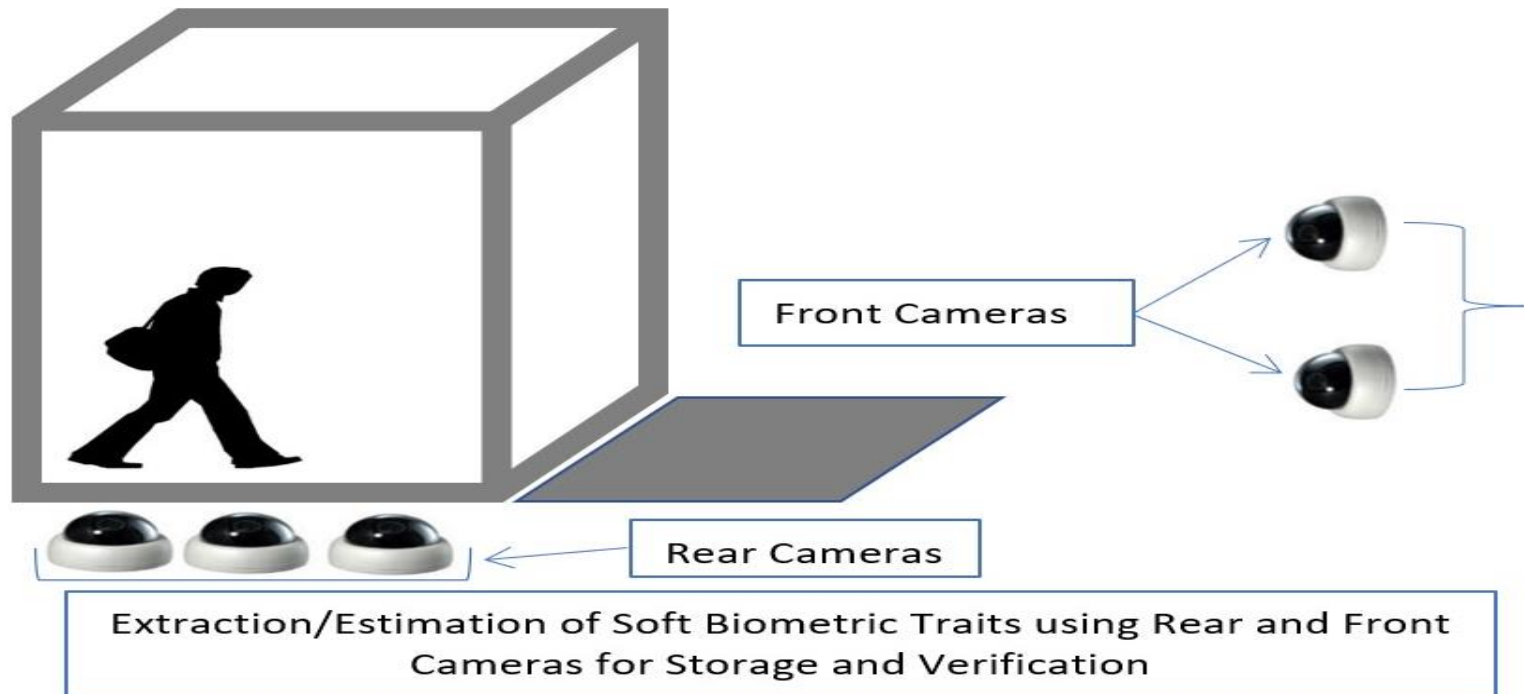 Front Cameras
Rear Cameras
Extraction/Estimation of Soft Biometric Traits using Rear and Front
Cameras for Storage and Verification